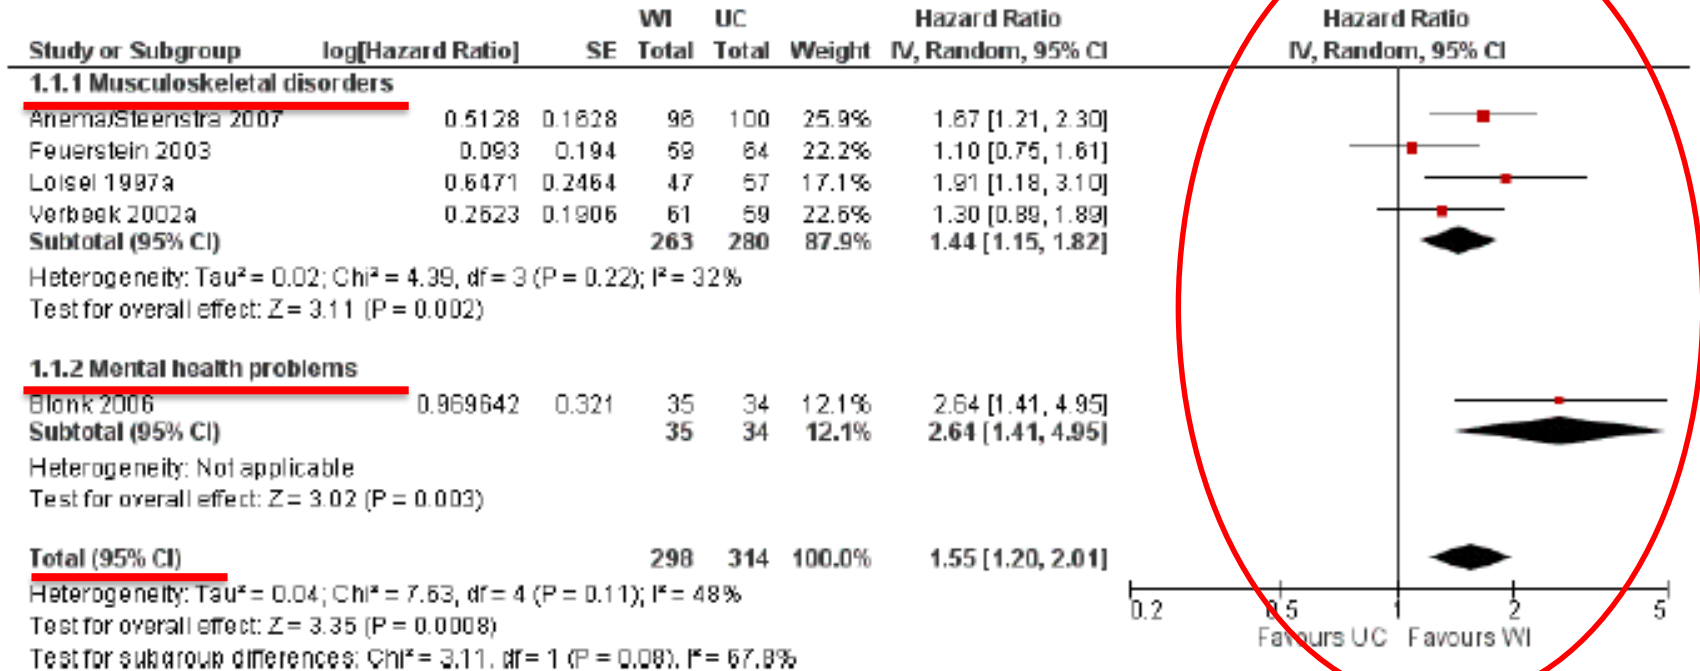 WI UC Hazard Ratio Hazard Ratio
Study or Subgroup log[Hazard Ratio] SE Total Total Weight IV, Random, 95% CI IV, Random, 95% CI
1.1.1 Musculoskeletal disorders
Anema/Steenstra 2007 0.5128 0.1628 96 100 25.9% 1.67 [1.21, 2.30]
Feuerstein 2003 0.093 0.194 59 64 22.2% 1.10 [0.75, 1.61]
Loisel 1997a 0.6471 0.2464 47 57 17.1% 1.91 [1.18, 3.10]
Verbeek 2002a 0.2623 0.1906 61 59 22.6% 1.30 [0.89, 1.89]
Subtotal (95% CI) 263 280 87.9% 1.44 [1.15, 1.82]
Heterogeneity: Tau² = 0.02; Chi² = 4.39, df = 3 (P = 0.22); I² = 32%
Test for overall effect: Z = 3.11 (P = 0.002)
1.1.2 Mental health problems
Blonk 2006 0.969642 0.321 35 34 12.1% 2.64 [1.41, 4.95]
Subtotal (95% CI) 35 34 12.1% 2.64 [1.41, 4.95]
Heterogeneity: Not applicable
Test for overall effect: Z = 3.02 (P = 0.003)
Total (95% CI) 298 314 100.0% 1.55 [1.20, 2.01]
Heterogeneity: Tau² = 0.04; Chi² = 7.63, df = 4 (P = 0.11); I² = 48%
0.2 0.5 1 2 5
Test for overall effect: Z = 3.35 (P = 0.0008)
Favours UC Favours WI
Test for subgroup differences: Chi² = 3.11, df = 1 (P = 0.08), I² = 67.8%